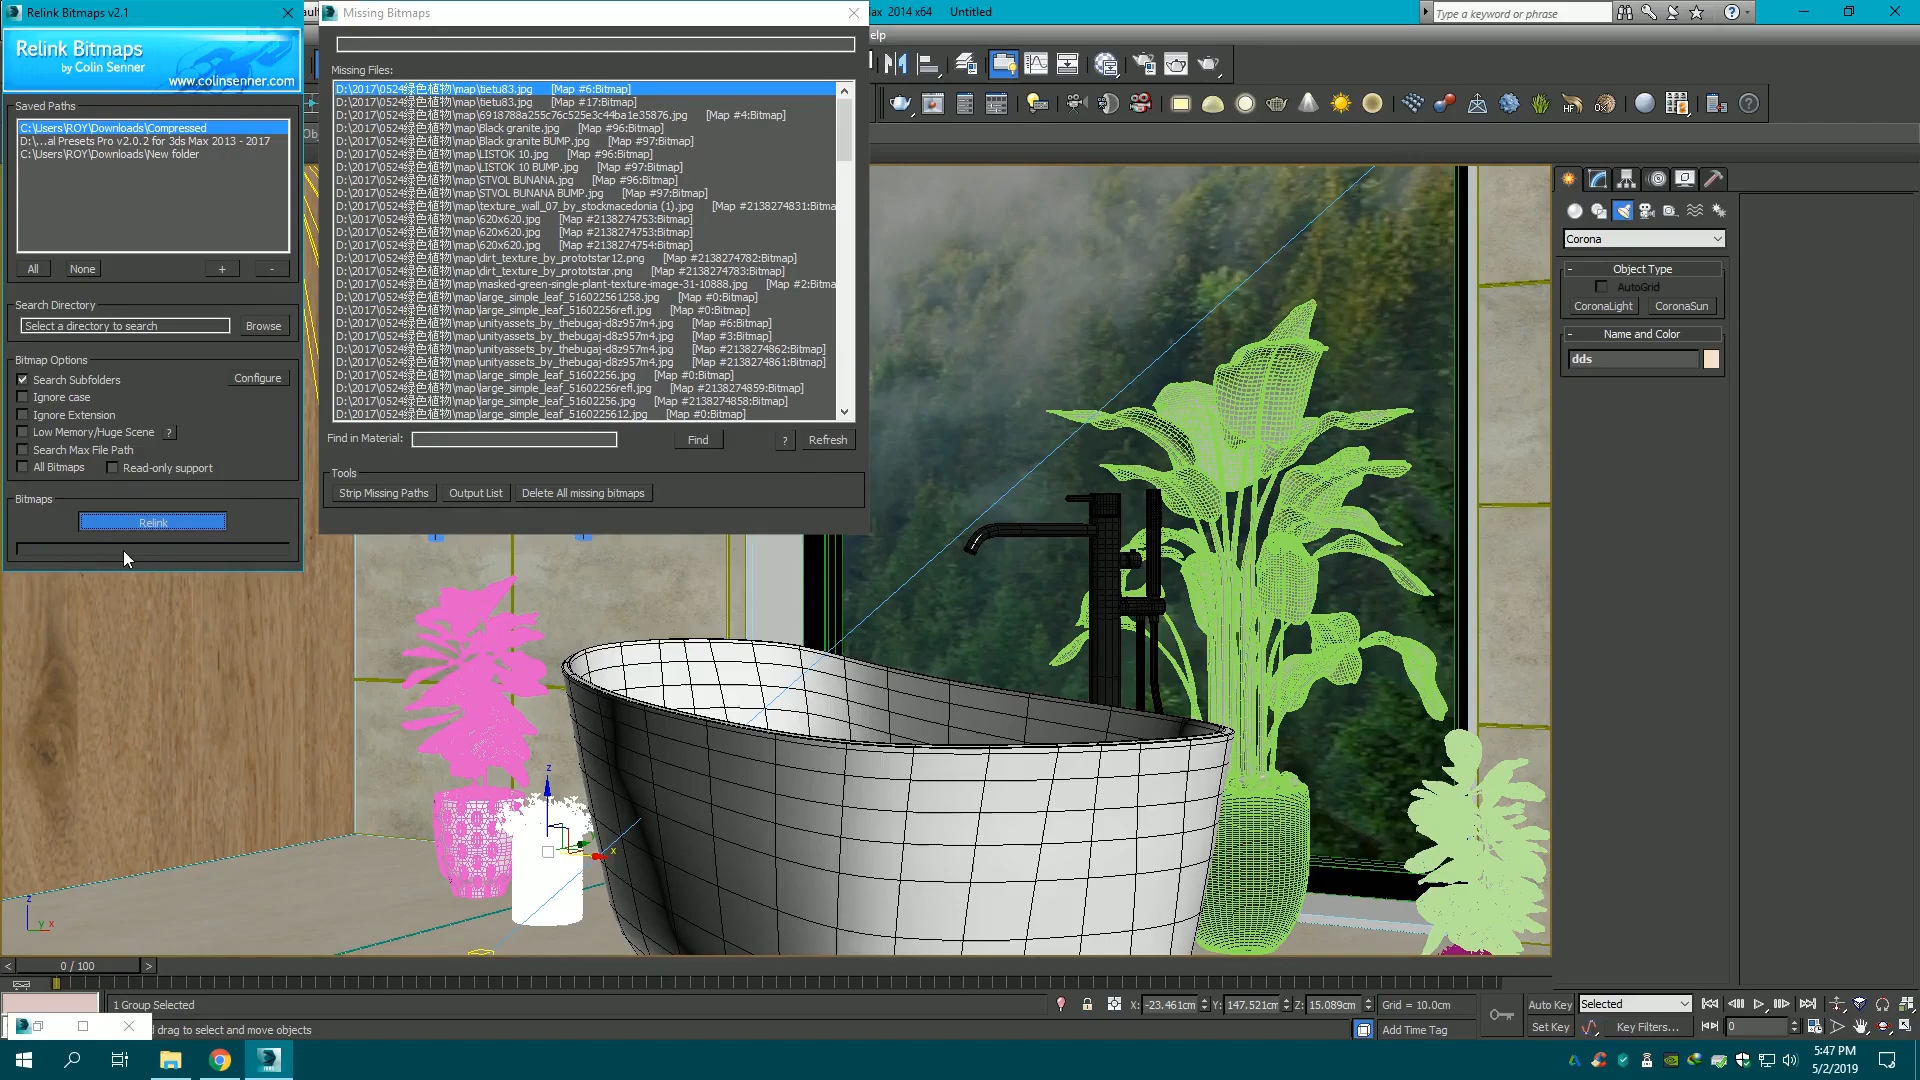 Relink Bitmaps v2.1
Missing Bitmaps
ax 2014 x64 Untitled
Type a keyword or phrase
elp
Relink Bitmaps
by Colin Senner
www.colinsenner.com
Saved Paths
C:\Users\ROY\Downloads\Compressed
D:\...al Presets Pro v2.0.2 for 3ds Max 2013 - 2017
C:\Users\ROY\Downloads\New folder
All
None
+
-
Search Directory
Select a directory to search
Browse
Bitmap Options
Search Subfolders
Configure
Ignore case
Ignore Extension
Low Memory/Huge Scene
?
Search Max File Path
All Bitmaps
Read-only support
Bitmaps
Relink
Missing Files:
D:\2017\0524绿色植物\map\tietu83.jpg [Map #6:Bitmap]
D:\2017\0524绿色植物\map\tietu83.jpg [Map #17:Bitmap]
D:\2017\0524绿色植物\map\6918788a255c76c525e3c44ba1e35876.jpg [Map #4:Bitmap]
D:\2017\0524绿色植物\map\Black granite.jpg [Map #96:Bitmap]
D:\2017\0524绿色植物\map\Black granite BUMP.jpg [Map #97:Bitmap]
D:\2017\0524绿色植物\map\LISTOK 10.jpg [Map #96:Bitmap]
D:\2017\0524绿色植物\map\LISTOK 10 BUMP.jpg [Map #97:Bitmap]
D:\2017\0524绿色植物\map\STVOL BUNANA.jpg [Map #96:Bitmap]
D:\2017\0524绿色植物\map\STVOL BUNANA BUMP.jpg [Map #97:Bitmap]
D:\2017\0524绿色植物\map\texture_wall_07_by_stockmacedonia (1).jpg [Map #2138274831:Bitma
D:\2017\0524绿色植物\map\620x620.jpg [Map #2138274753:Bitmap]
D:\2017\0524绿色植物\map\620x620.jpg [Map #2138274753:Bitmap]
D:\2017\0524绿色植物\map\620x620.jpg [Map #2138274754:Bitmap]
D:\2017\0524绿色植物\map\dirt_texture_by_prototstar12.png [Map #2138274782:Bitmap]
D:\2017\0524绿色植物\map\dirt_texture_by_prototstar.png [Map #2138274783:Bitmap]
D:\2017\0524绿色植物\map\masked-green-single-plant-texture-image-31-10888.jpg [Map #2:Bitma
D:\2017\0524绿色植物\map\large_simple_leaf_516022561258.jpg [Map #0:Bitmap]
D:\2017\0524绿色植物\map\large_simple_leaf_51602256refl.jpg [Map #0:Bitmap]
D:\2017\0524绿色植物\map\unityassets_by_thebugaj-d8z957m4.jpg [Map #6:Bitmap]
D:\2017\0524绿色植物\map\unityassets_by_thebugaj-d8z957m4.jpg [Map #3:Bitmap]
D:\2017\0524绿色植物\map\unityassets_by_thebugaj-d8z957m4.jpg [Map #2138274862:Bitmap]
D:\2017\0524绿色植物\map\unityassets_by_thebugaj-d8z957m4.jpg [Map #2138274861:Bitmap]
D:\2017\0524绿色植物\map\large_simple_leaf_51602256.jpg [Map #0:Bitmap]
D:\2017\0524绿色植物\map\large_simple_leaf_51602256refl.jpg [Map #2138274859:Bitmap]
D:\2017\0524绿色植物\map\large_simple_leaf_51602256.jpg [Map #2138274858:Bitmap]
D:\2017\0524绿色植物\map\large_simple_leaf_5160225612.jpg [Map #0:Bitmap]
Find in Material:
Find
?
Refresh
Tools
Strip Missing Paths
Output List
Delete All missing bitmaps
Corona
Object Type
AutoGrid
CoronaLight
CoronaSun
Name and Color
dds
z
x
z
y x
< 0 / 100 >
1 Group Selected
X: -23.461cm Y: 147.521cm Z: 15.089cm
Grid = 10.0cm
Auto Key
Selected
drag to select and move objects
Add Time Tag
Set Key
Key Filters...
0
5:47 PM
5/2/2019